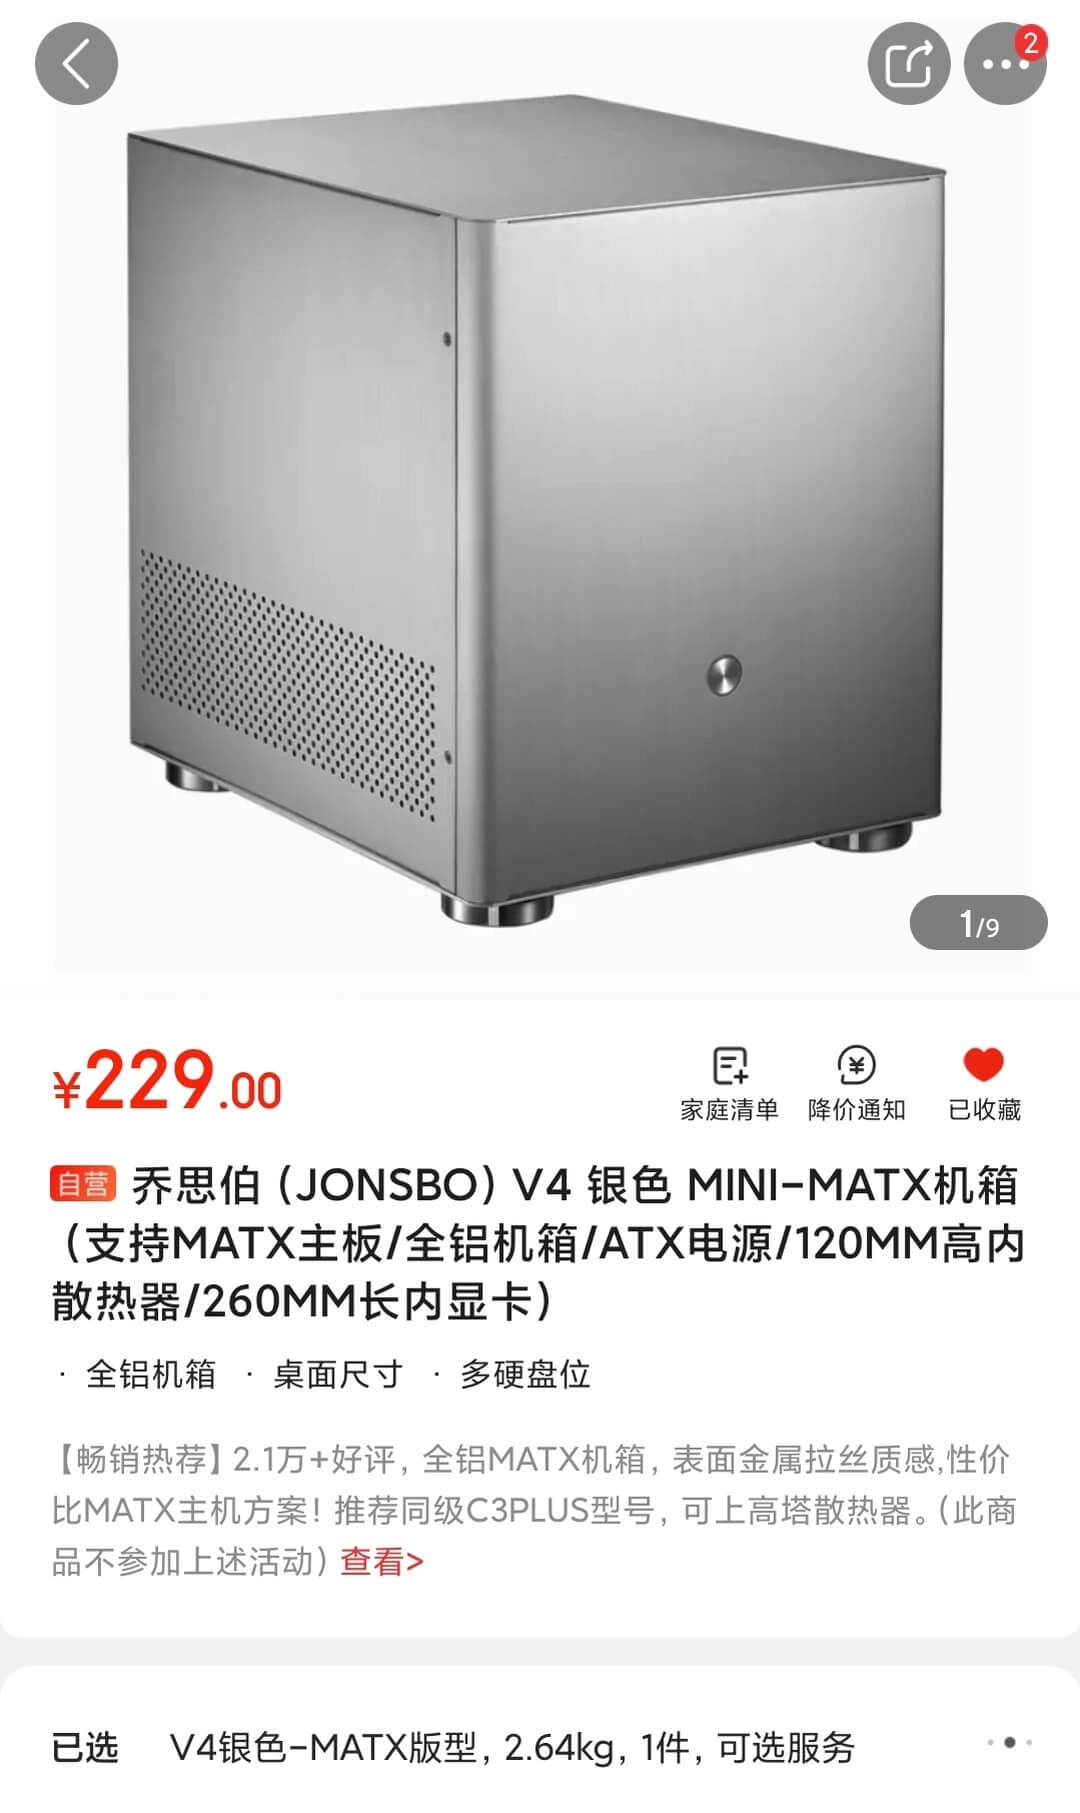 2
1/9
¥229.00
家庭清单
降价通知
已收藏
自营 乔思伯（JONSBO）V4 银色 MINI-MATX机箱
（支持MATX主板/全铝机箱/ATX电源/120MM高内
散热器/260MM长内显卡）
· 全铝机箱 · 桌面尺寸 · 多硬盘位
【畅销热荐】2.1万+好评，全铝MATX机箱，表面金属拉丝质感,性价
比MATX主机方案！推荐同级C3PLUS型号，可上高塔散热器。（此商
品不参加上述活动）查看>
已选 V4银色-MATX版型，2.64kg，1件，可选服务